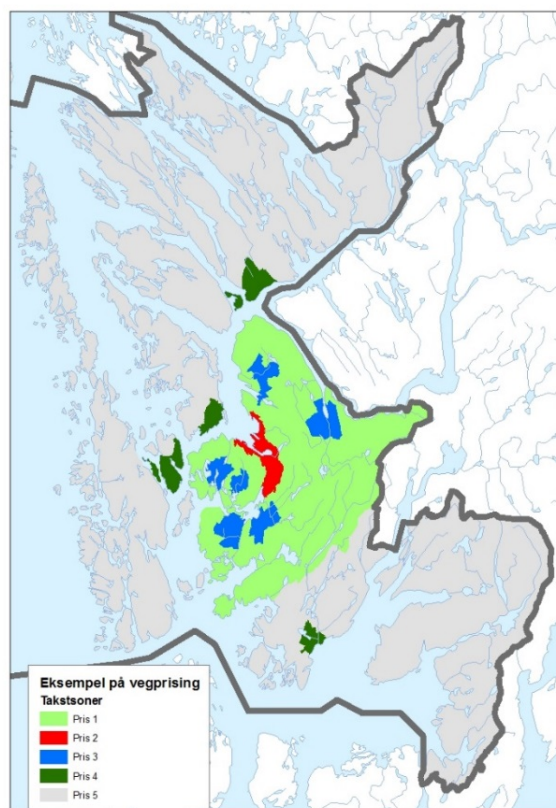 Eksempel på vegprising
Takstsoner
Pris 1
Pris 2
Pris 3
Pris 4
Pris 5